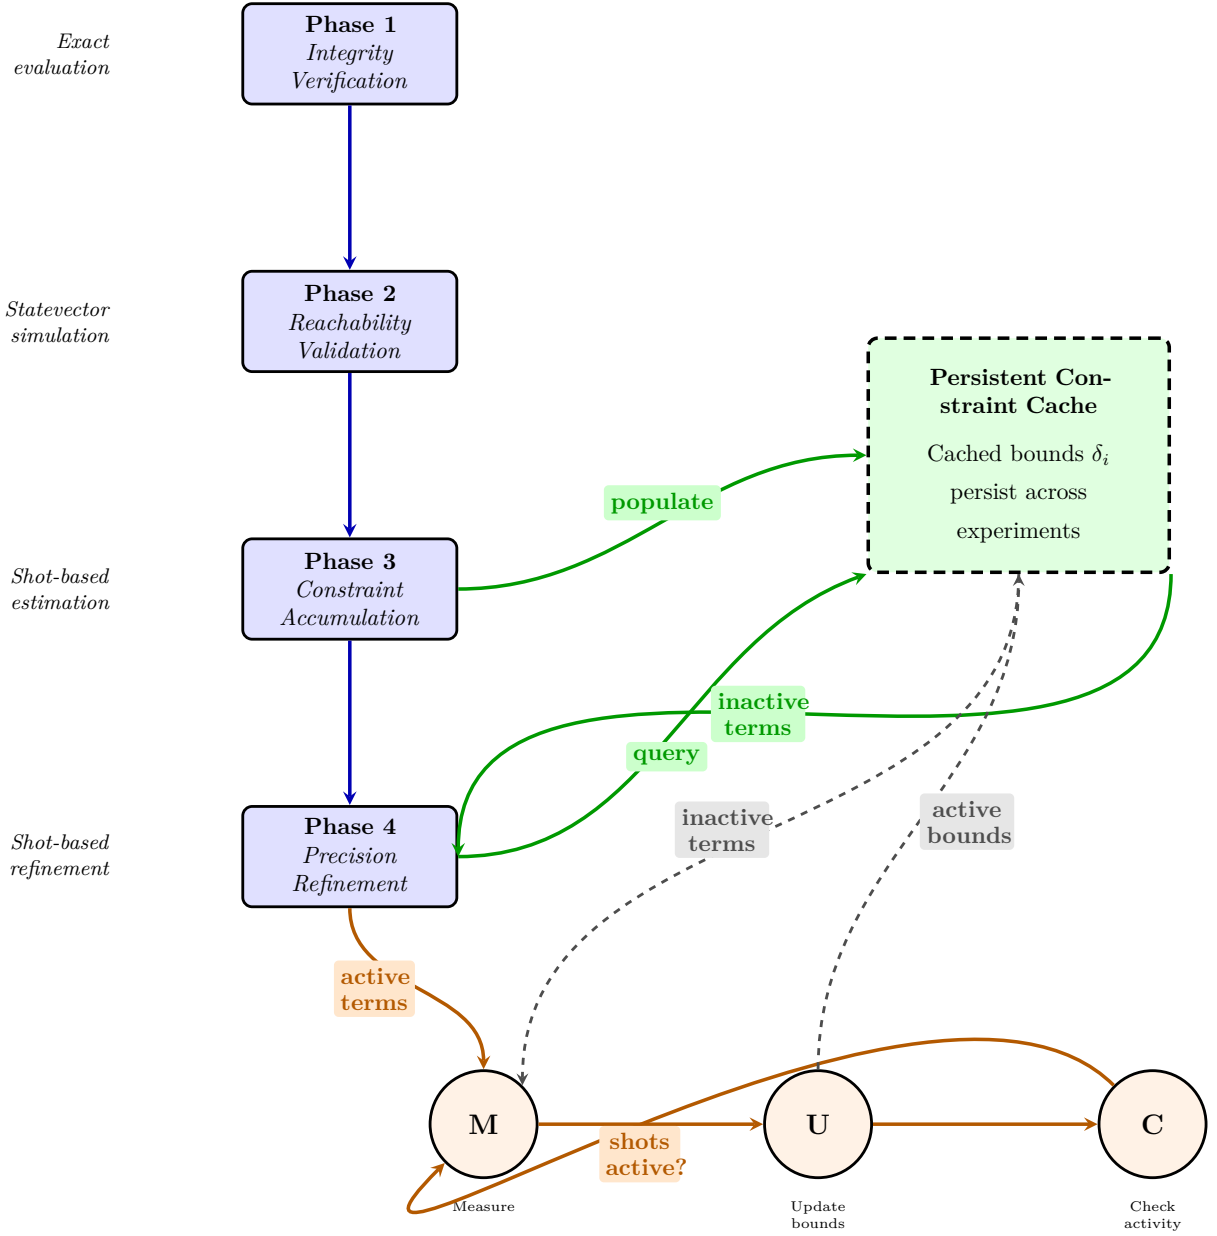 Exact
evaluation
Phase 1
Integrity
Verification
Statevector
simulation
Phase 2
Reachability
Validation
Persistent Con-
straint Cache
Cached bounds δᵢ
persist across
experiments
populate
Shot-based
estimation
Phase 3
Constraint
Accumulation
inactive
terms
query
Shot-based
refinement
Phase 4
Precision
Refinement
inactive
terms
active
bounds
active
terms
M
U
C
shots
active?
Measure
Update
bounds
Check
activity